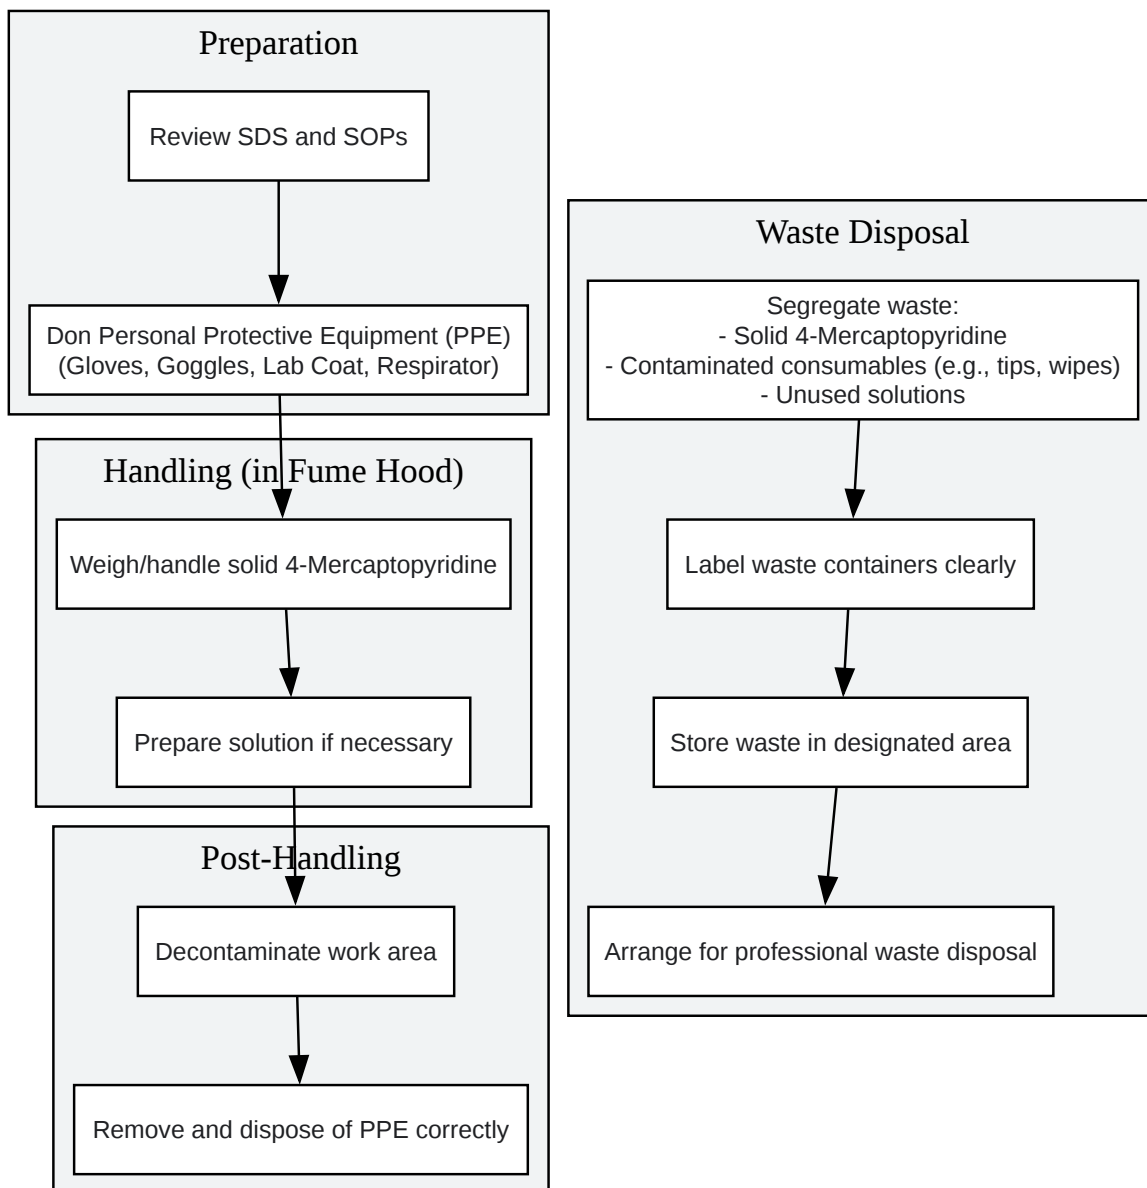 Preparation
Review SDS and SOPs
Don Personal Protective Equipment (PPE)
(Gloves, Goggles, Lab Coat, Respirator)
Handling (in Fume Hood)
Weigh/handle solid 4-Mercaptopyridine
Prepare solution if necessary
Post-Handling
Decontaminate work area
Remove and dispose of PPE correctly
Waste Disposal
Segregate waste:
- Solid 4-Mercaptopyridine
- Contaminated consumables (e.g., tips, wipes)
- Unused solutions
Label waste containers clearly
Store waste in designated area
Arrange for professional waste disposal